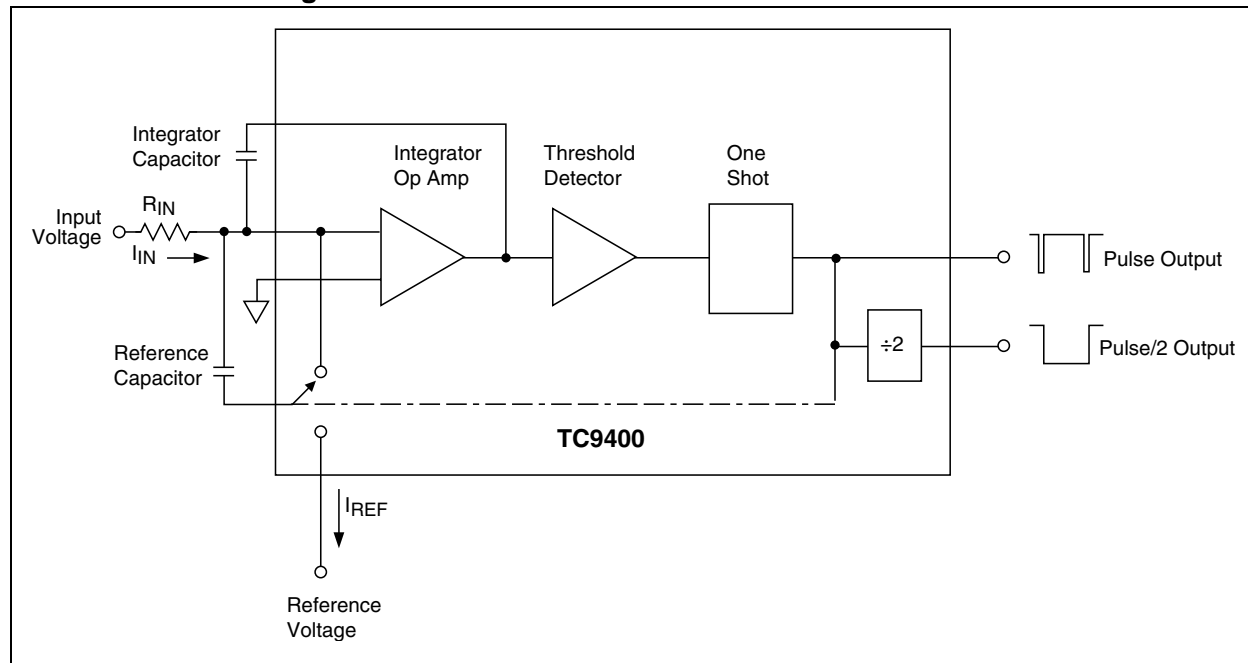 Integrator
Capacitor
Integrator
Op Amp
Threshold
Detector
One
Shot
Input
Voltage
RIN
IIN
Pulse Output
÷2
Pulse/2 Output
Reference
Capacitor
TC9400
IREF
Reference
Voltage